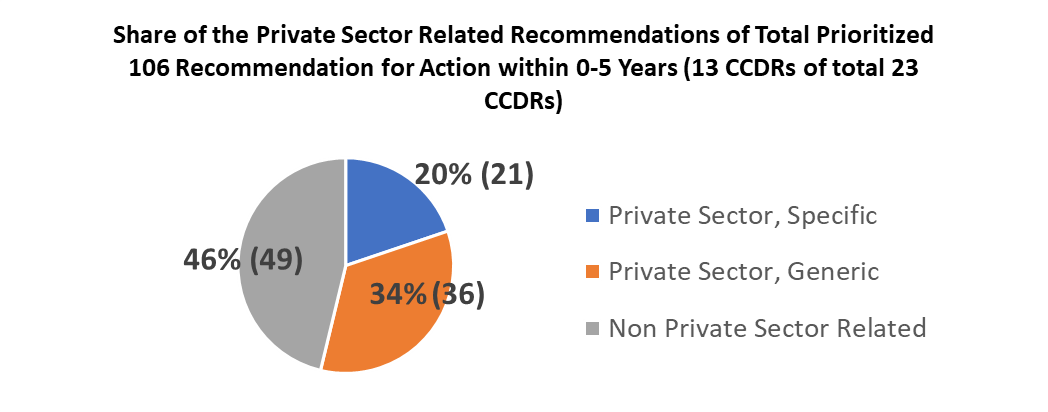 Share of the Private Sector Related Recommendations of Total Prioritized
106 Recommendation for Action within 0-5 Years (13 CCDRs of total 23
CCDRs)
20% (21)
46% (49)
34% (36)
Private Sector, Specific
Private Sector, Generic
Non Private Sector Related